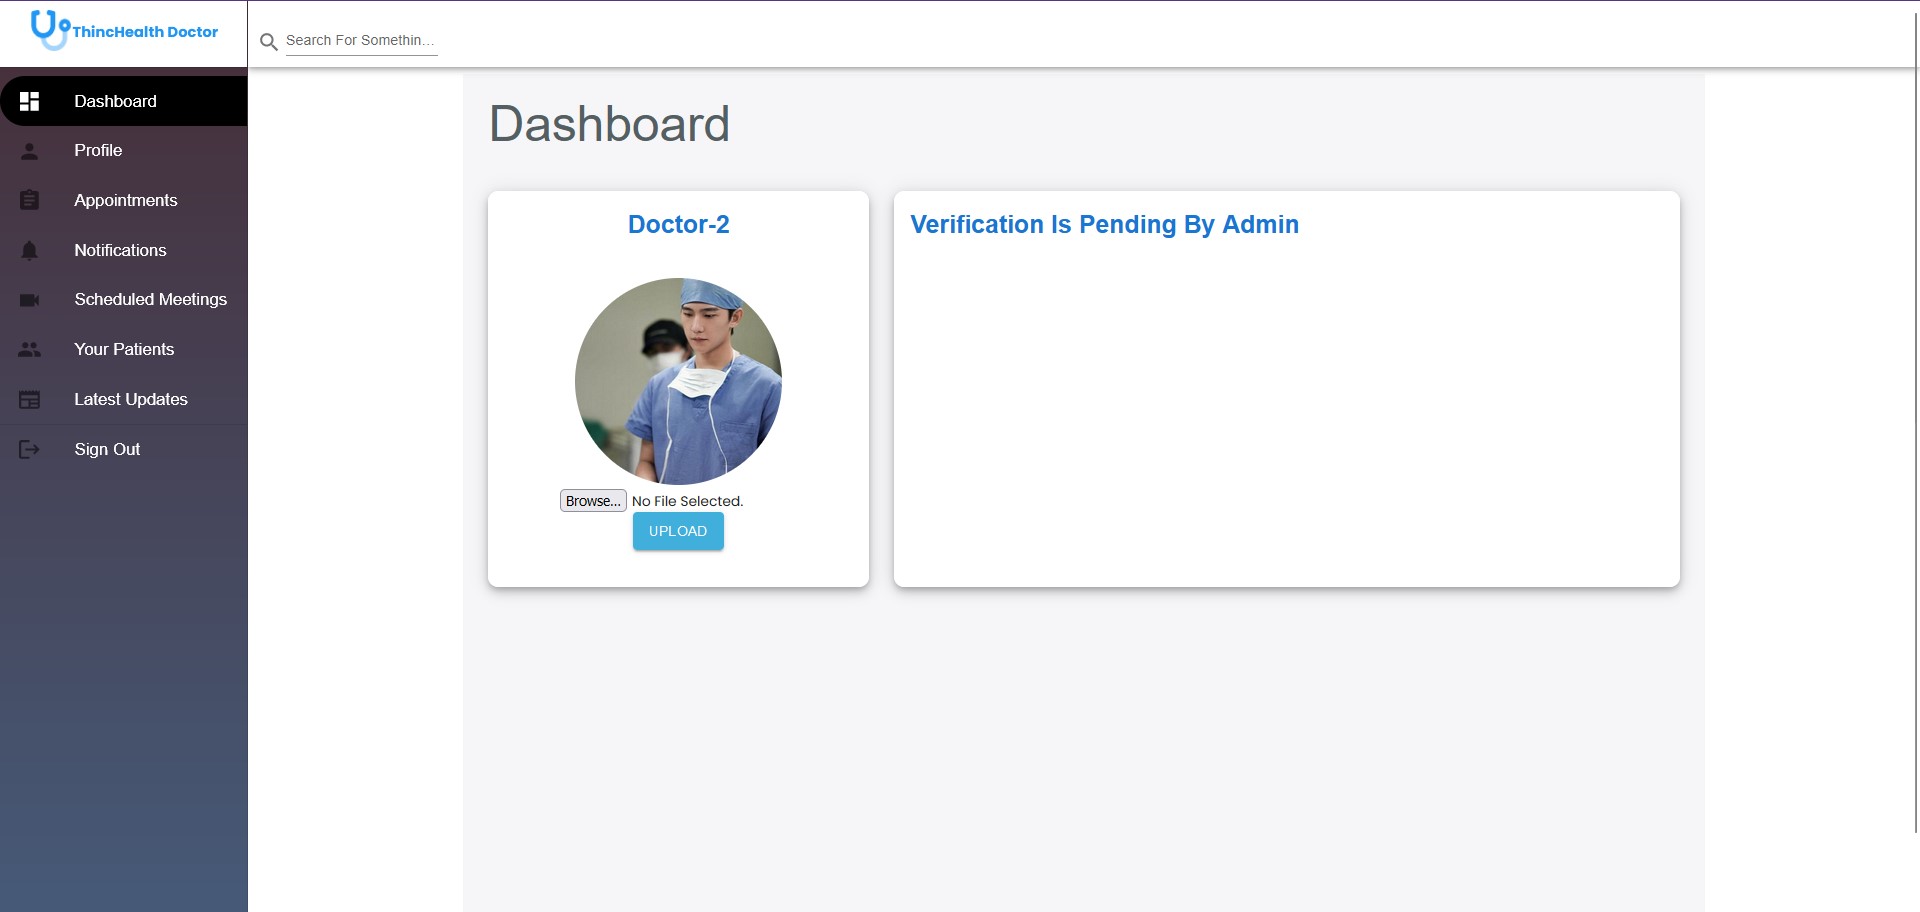 ThincHealth Doctor
Search For Somethin...
Dashboard
Profile
Appointments
Notifications
Scheduled Meetings
Your Patients
Latest Updates
Sign Out
Dashboard
Doctor-2
Browse... No File Selected.
UPLOAD
Verification Is Pending By Admin